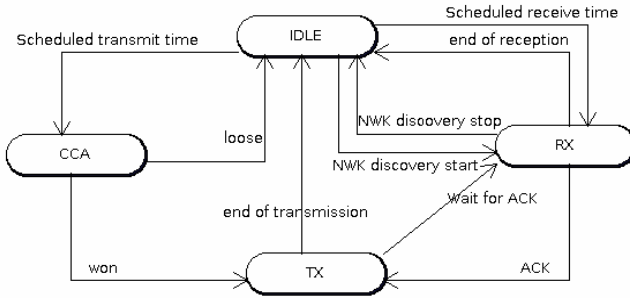 Scheduled receive time
IDLE
Scheduled transmit time
end of reception
NWK discovery stop
loose
CCA
RX
NWK discovery start
Wait for ACK
end of transmission
won
TX
ACK